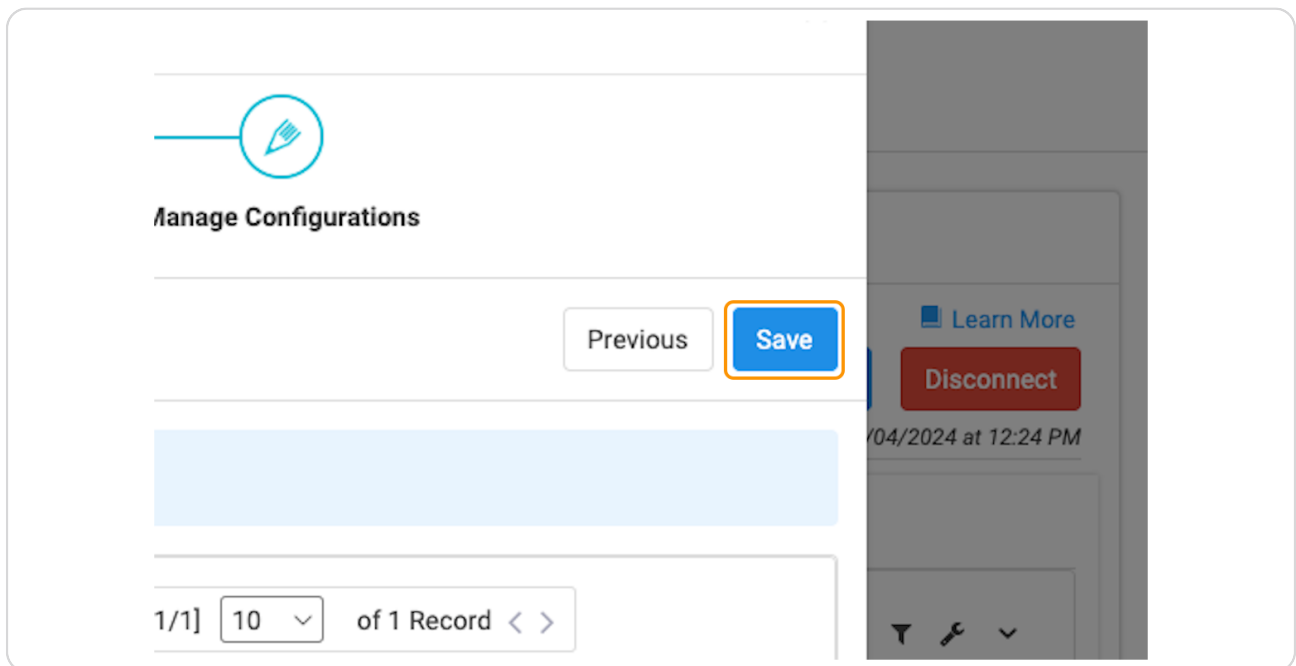 Manage Configurations
Previous
Save
Learn More
Disconnect
/04/2024 at 12:24 PM
1/1] 10 of 1 Record